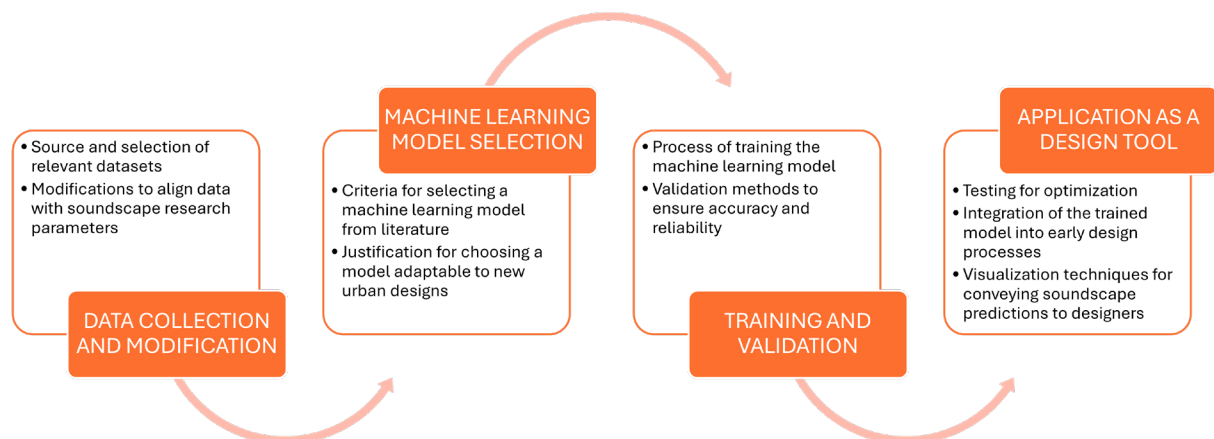 • Source and selection of
relevant datasets
• Modifications to align data
with soundscape research
parameters
DATA COLLECTION
AND MODIFICATION
MACHINE LEARNING
MODEL SELECTION
• Criteria for selecting a
machine learning model
from literature
• Justification for choosing a
model adaptable to new
urban designs
• Process of training the
machine learning model
• Validation methods to
ensure accuracy and
reliability
TRAINING AND
VALIDATION
APPLICATION AS A
DESIGN TOOL
• Testing for optimization
• Integration of the trained
model into early design
processes
• Visualization techniques for
conveying soundscape
predictions to designers